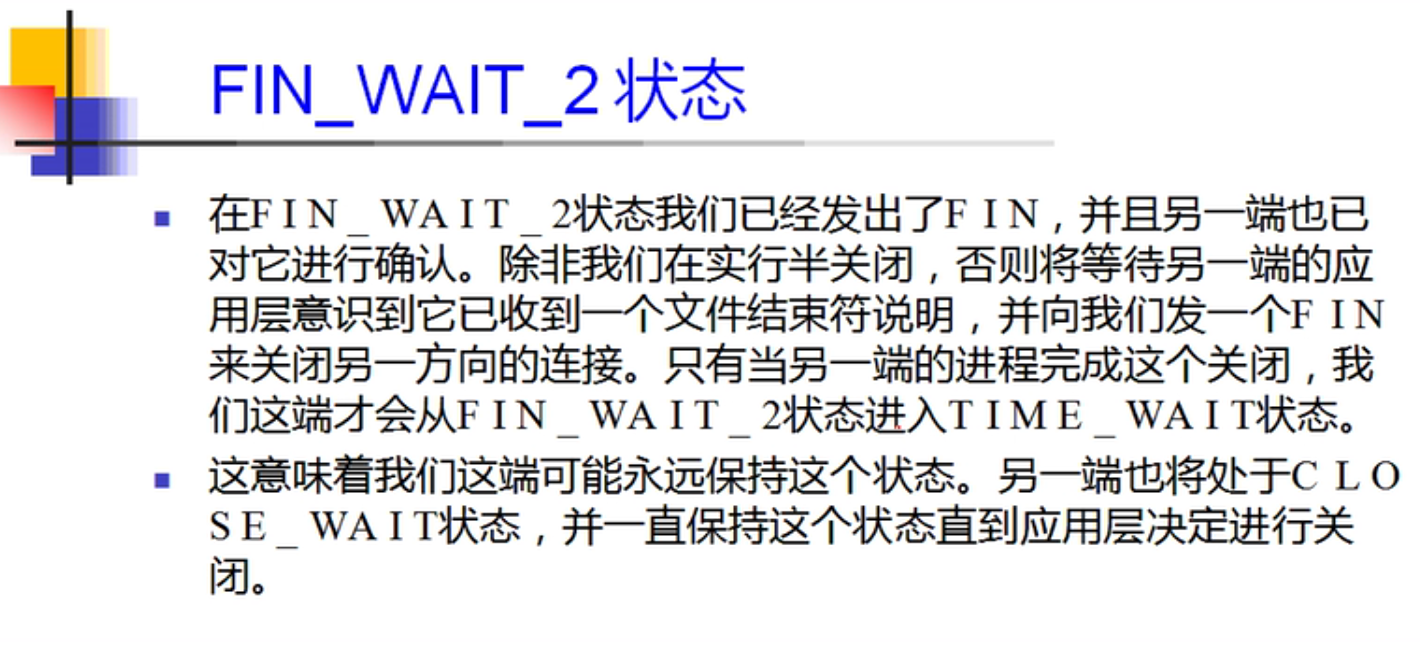 FIN_WAIT_2 状态
在FIN_WAIT_2状态我们已经发出了FIN，并且另一端也已
对它进行确认。除非我们在实行半关闭，否则将等待另一端的应
用层意识到它已收到一个文件结束符说明，并向我们发一个FIN
来关闭另一方向的连接。只有当另一端的进程完成这个关闭，我
们这端才会从FIN_WAIT_2状态进入TIME_WAIT状态。
这意味着我们这端可能永远保持这个状态。另一端也将处于CLO
SE_WAIT状态，并一直保持这个状态直到应用层决定进行关
闭。